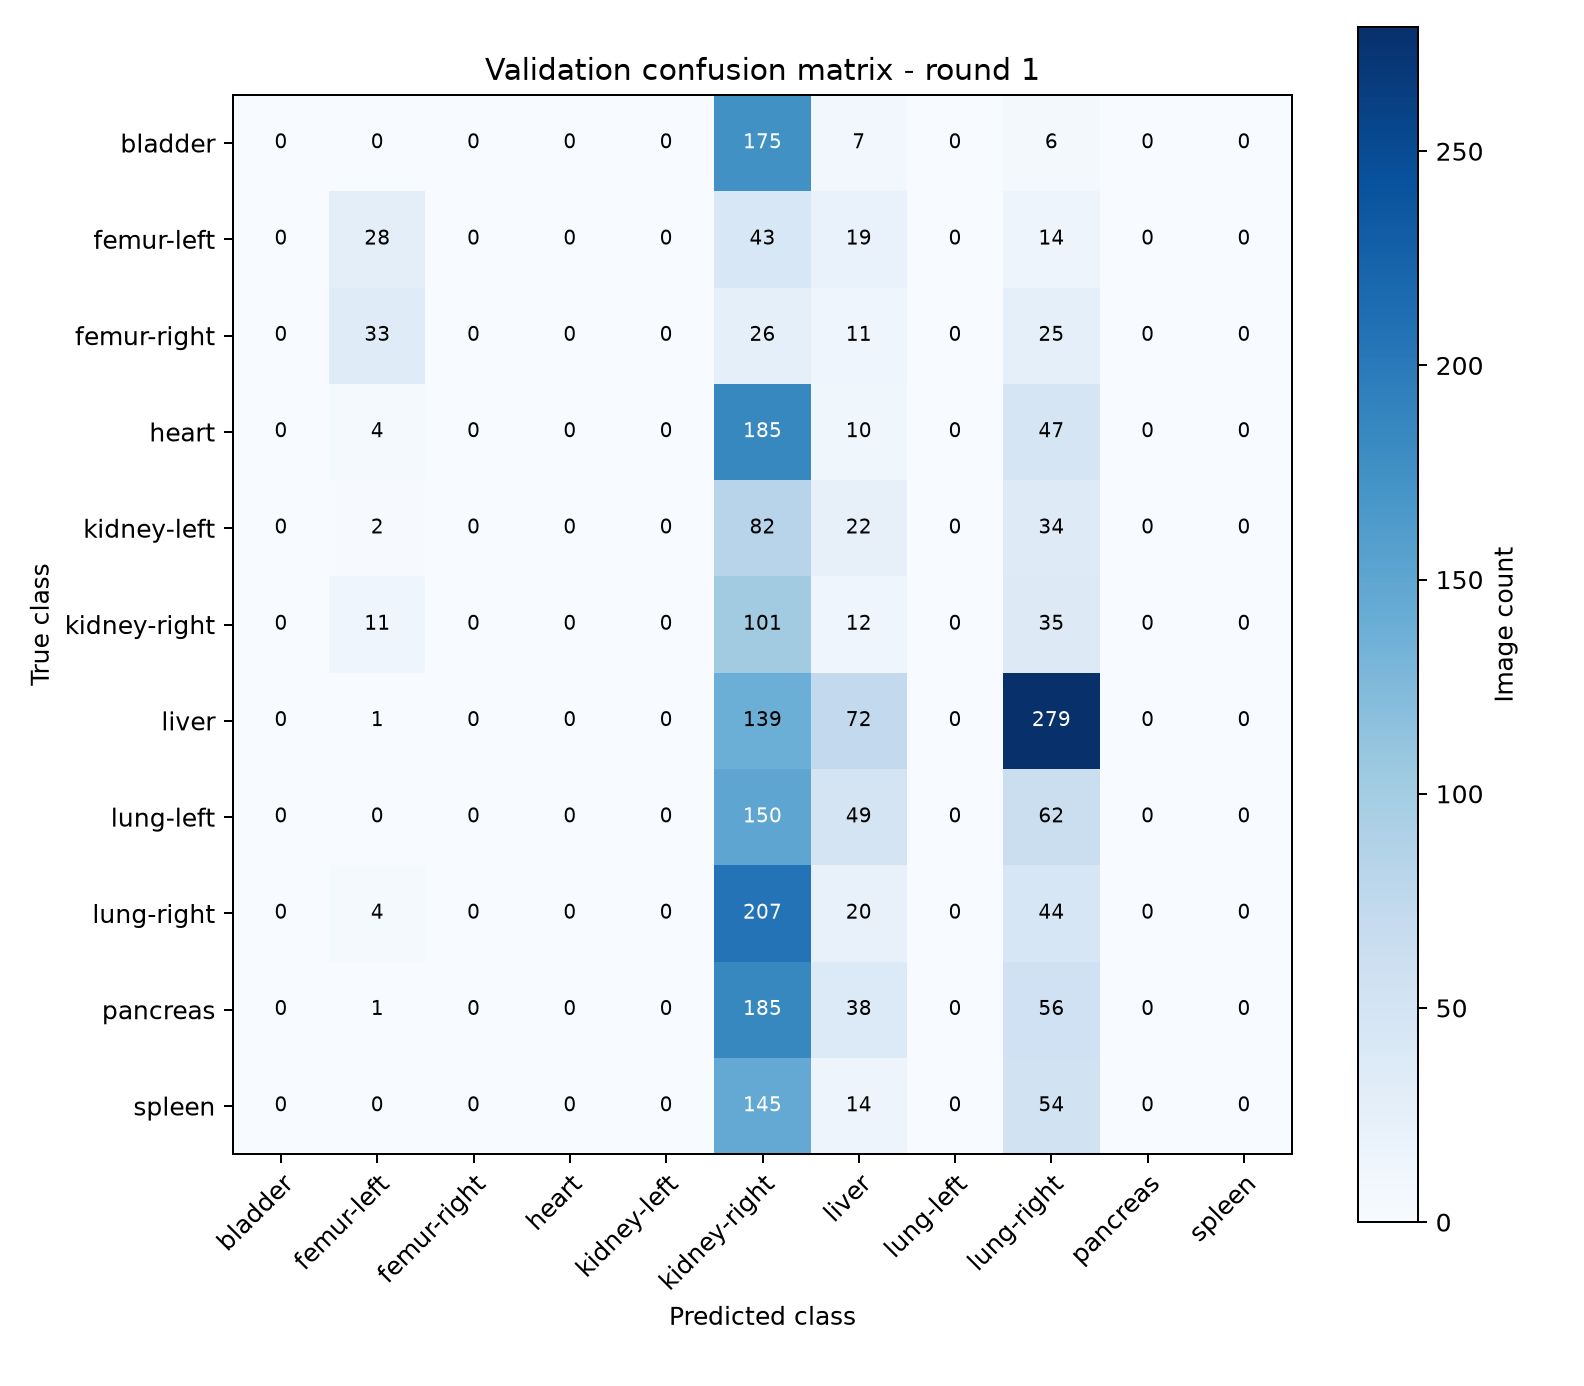 Validation confusion matrix - round 1
bladder 0 0 0 0 0 175 7 0 6 0 0
femur-left 0 28 0 0 0 43 19 0 14 0 0
femur-right 0 33 0 0 0 26 11 0 25 0 0
heart 0 4 0 0 0 185 10 0 47 0 0
kidney-left 0 2 0 0 0 82 22 0 34 0 0
kidney-right 0 11 0 0 0 101 12 0 35 0 0
liver 0 1 0 0 0 139 72 0 279 0 0
lung-left 0 0 0 0 0 150 49 0 62 0 0
lung-right 0 4 0 0 0 207 20 0 44 0 0
pancreas 0 1 0 0 0 185 38 0 56 0 0
spleen 0 0 0 0 0 145 14 0 54 0 0
bladder femur-left femur-right heart kidney-left kidney-right liver lung-left lung-right pancreas spleen
Predicted class
True class
250
200
150
100
50
0
Image count